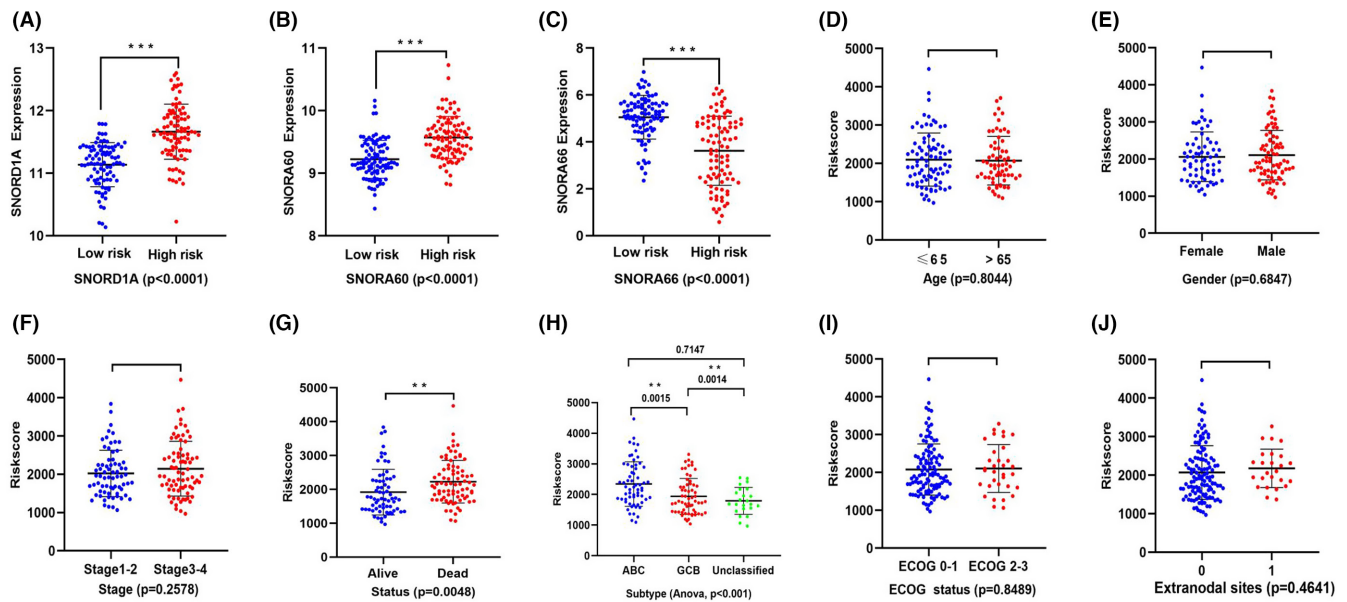 (A)
* * *
SNORD1A Expression
13
12
11
10
Low risk High risk
SNORD1A (p<0.0001)
(B)
* * *
SNORA60 Expression
11
10
9
8
Low risk High risk
SNORA60 (p<0.0001)
(C)
* * *
SNORA66 Expression
8
6
4
2
0
Low risk High risk
SNORA66 (p<0.0001)
(D)
Riskscore
5000
4000
3000
2000
1000
0
≤65 >65
Age (p=0.8044)
(E)
Riskscore
5000
4000
3000
2000
1000
0
Female Male
Gender (p=0.6847)
(F)
Riskscore
5000
4000
3000
2000
1000
0
Stage1-2 Stage3-4
Stage (p=0.2578)
(G)
* *
Riskscore
5000
4000
3000
2000
1000
0
Alive Dead
Status (p=0.0048)
(H)
0.7147
* *
0.0014
* *
0.0015
Riskscore
5000
4000
3000
2000
1000
0
ABC GCB Unclassified
Subtype (Anova, p<0.001)
(I)
Riskscore
5000
4000
3000
2000
1000
0
ECOG 0-1 ECOG 2-3
ECOG status (p=0.8489)
(J)
Riskscore
5000
4000
3000
2000
1000
0
0 1
Extranodal sites (p=0.4641)